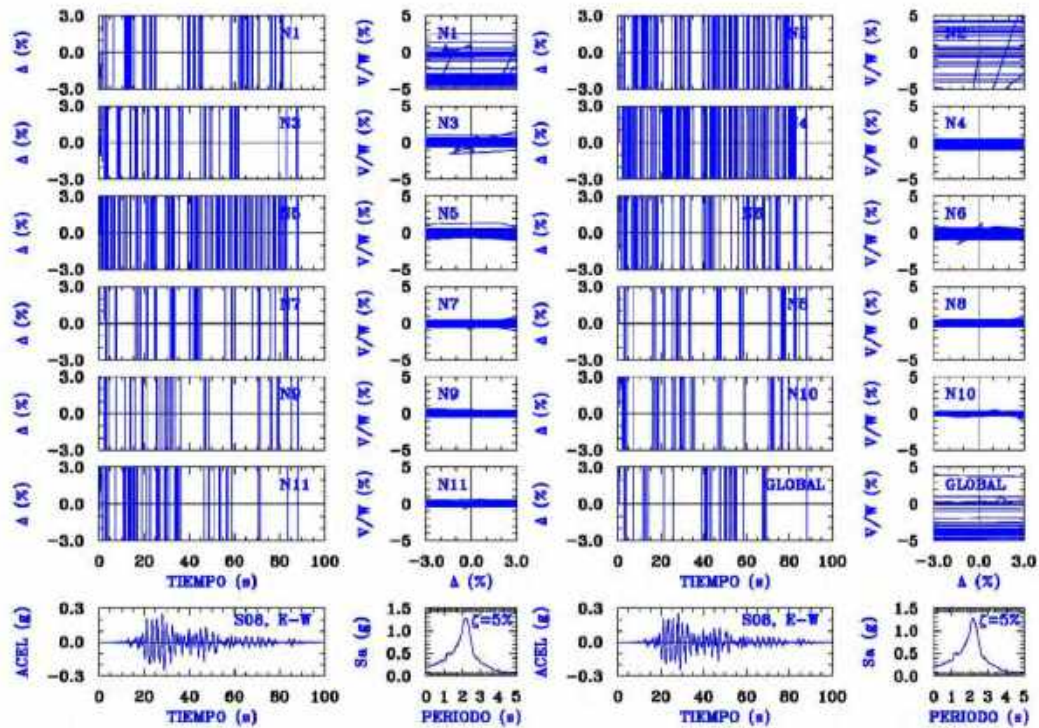 Δ (%) 3.0 0.0 −3.0 N1 V/W (%) 5 0 −5 N1 Δ (%) 3.0 0.0 −3.0 V/W (%) 5 0 −5 N2
Δ (%) 3.0 0.0 −3.0 N3 V/W (%) 5 0 −5 N3 Δ (%) 3.0 0.0 −3.0 N4 V/W (%) 5 0 −5 N4
Δ (%) 3.0 0.0 −3.0 N5 V/W (%) 5 0 −5 N5 Δ (%) 3.0 0.0 −3.0 N6 V/W (%) 5 0 −5 N6
Δ (%) 3.0 0.0 −3.0 N7 V/W (%) 5 0 −5 N7 Δ (%) 3.0 0.0 −3.0 N8 V/W (%) 5 0 −5 N8
Δ (%) 3.0 0.0 −3.0 N9 V/W (%) 5 0 −5 N9 Δ (%) 3.0 0.0 −3.0 N10 V/W (%) 5 0 −5 N10
Δ (%) 3.0 0.0 −3.0 N11 V/W (%) 5 0 −5 N11 Δ (%) 3.0 0.0 −3.0 GLOBAL V/W (%) 5 0 −5 GLOBAL
0 20 40 60 80 100 −3.0 0.0 3.0 0 20 40 60 80 100 −3.0 0.0 3.0
TIEMPO (s) Δ (%) TIEMPO (s) Δ (%)
ACEL (g) 0.3 0.0 −0.3 S08, E−W Sa (g) 1.5 1.0 0.5 0.0 ζ=5% ACEL (g) 0.3 0.0 −0.3 S08, E−W Sa (g) 1.5 1.0 0.5 0.0 ζ=5%
0 20 40 60 80 100 0 1 2 3 4 5 0 20 40 60 80 100 0 1 2 3 4 5
TIEMPO (s) PERIODO (s) TIEMPO (s) PERIODO (s)